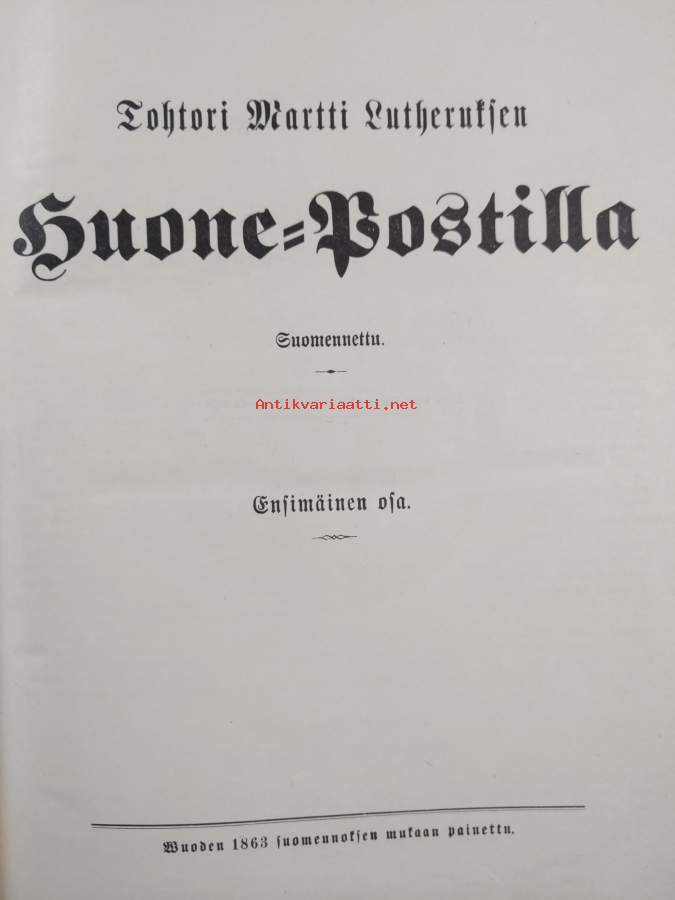 Tohtori Martti Lutheruksen
Huone=Postilla
Suomennettu.
Antikvariaatti.net
Ensimäinen osa.
Wuoden 1863 suomennoksen mukaan painettu.